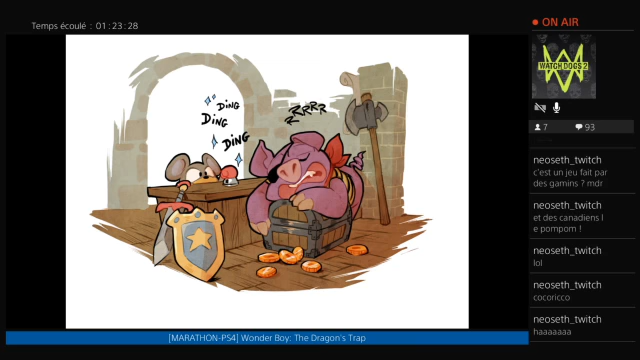 Temps écoulé : 01:23:28
ON AIR
WATCH DOGS 2
7
93
DING
DING
DING
ZZRRRZ
neoseth_twitch
c'est un jeu fait par
des gamins ? mdr
neoseth_twitch
et des canadiens l
e pompom !
neoseth_twitch
lol
neoseth_twitch
cocoricco
neoseth_twitch
haaaaaaa
[MARATHON-PS4] Wonder Boy: The Dragon's Trap